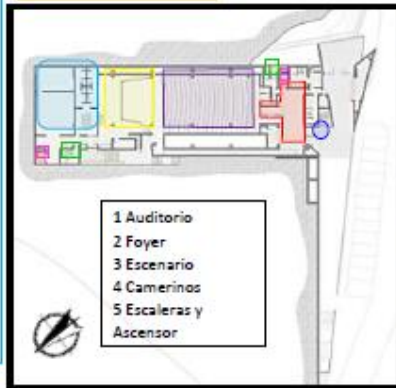 1 Auditorio
2 Foyer
3 Escenario
4 Camerinos
5 Escaleras y
Ascensor